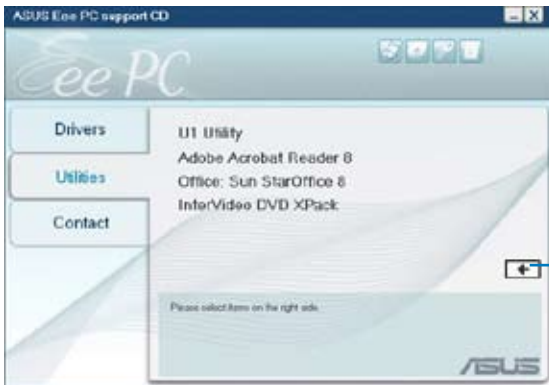 ASUS Eee PC support CD
Eee PC
Drivers
Utilities
Contact
U1 Utility
Adobe Acrobat Reader 8
Office: Sun StarOffice 8
InterVideo DVD XPack
Please select items on the right side.
ASUS